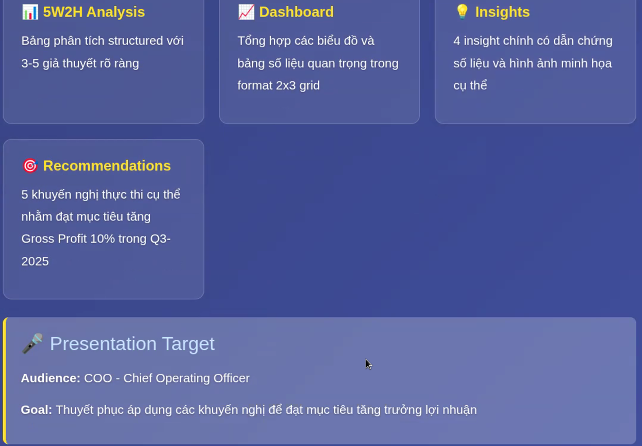 📊 5W2H Analysis
Bảng phân tích structured với
3-5 giả thuyết rõ ràng
📈 Dashboard
Tổng hợp các biểu đồ và
bảng số liệu quan trọng trong
format 2x3 grid
💡 Insights
4 insight chính có dẫn chứng
số liệu và hình ảnh minh họa
cụ thể
🎯 Recommendations
5 khuyến nghị thực thi cụ thể
nhằm đạt mục tiêu tăng
Gross Profit 10% trong Q3-
2025
🎤 Presentation Target
Audience: COO - Chief Operating Officer
Goal: Thuyết phục áp dụng các khuyến nghị để đạt mục tiêu tăng trưởng lợi nhuận